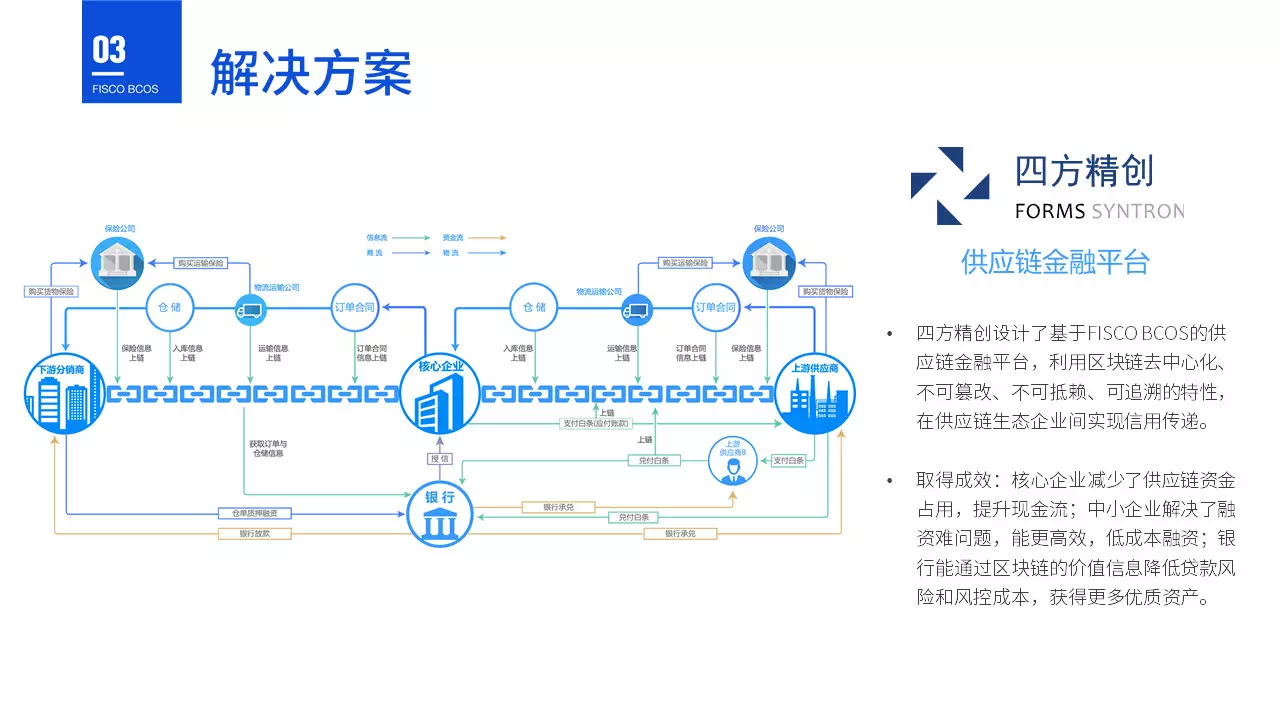 03
FISCO BCOS
解决方案
四方精创
FORMS SYNTRON
供应链金融平台
保险公司
信息流
资金流
商 流
物 流
保险公司
购买运输保险
购买运输保险
购买货物保险
物流运输公司
物流运输公司
购买货物保险
仓 储
订单合同
仓 储
订单合同
保险信息
上链
入库信息
上链
运输信息
上链
订单合同
信息上链
入库信息
上链
运输信息
上链
订单合同
信息上链
保险信息
上链
下游分销商
核心企业
上游供应商
上链
支付白条(应付账款)
获取订单与
仓储信息
上链
上游
供应商B
授 信
兑付白条
支付白条
银 行
仓单质押融资
银行承兑
兑付白条
银行放款
银行承兑
• 四方精创设计了基于FISCO BCOS的供
应链金融平台，利用区块链去中心化、
不可篡改、不可抵赖、可追溯的特性，
在供应链生态企业间实现信用传递。
• 取得成效：核心企业减少了供应链资金
占用，提升现金流；中小企业解决了融
资难问题，能更高效，低成本融资；银
行能通过区块链的价值信息降低贷款风
险和风控成本，获得更多优质资产。